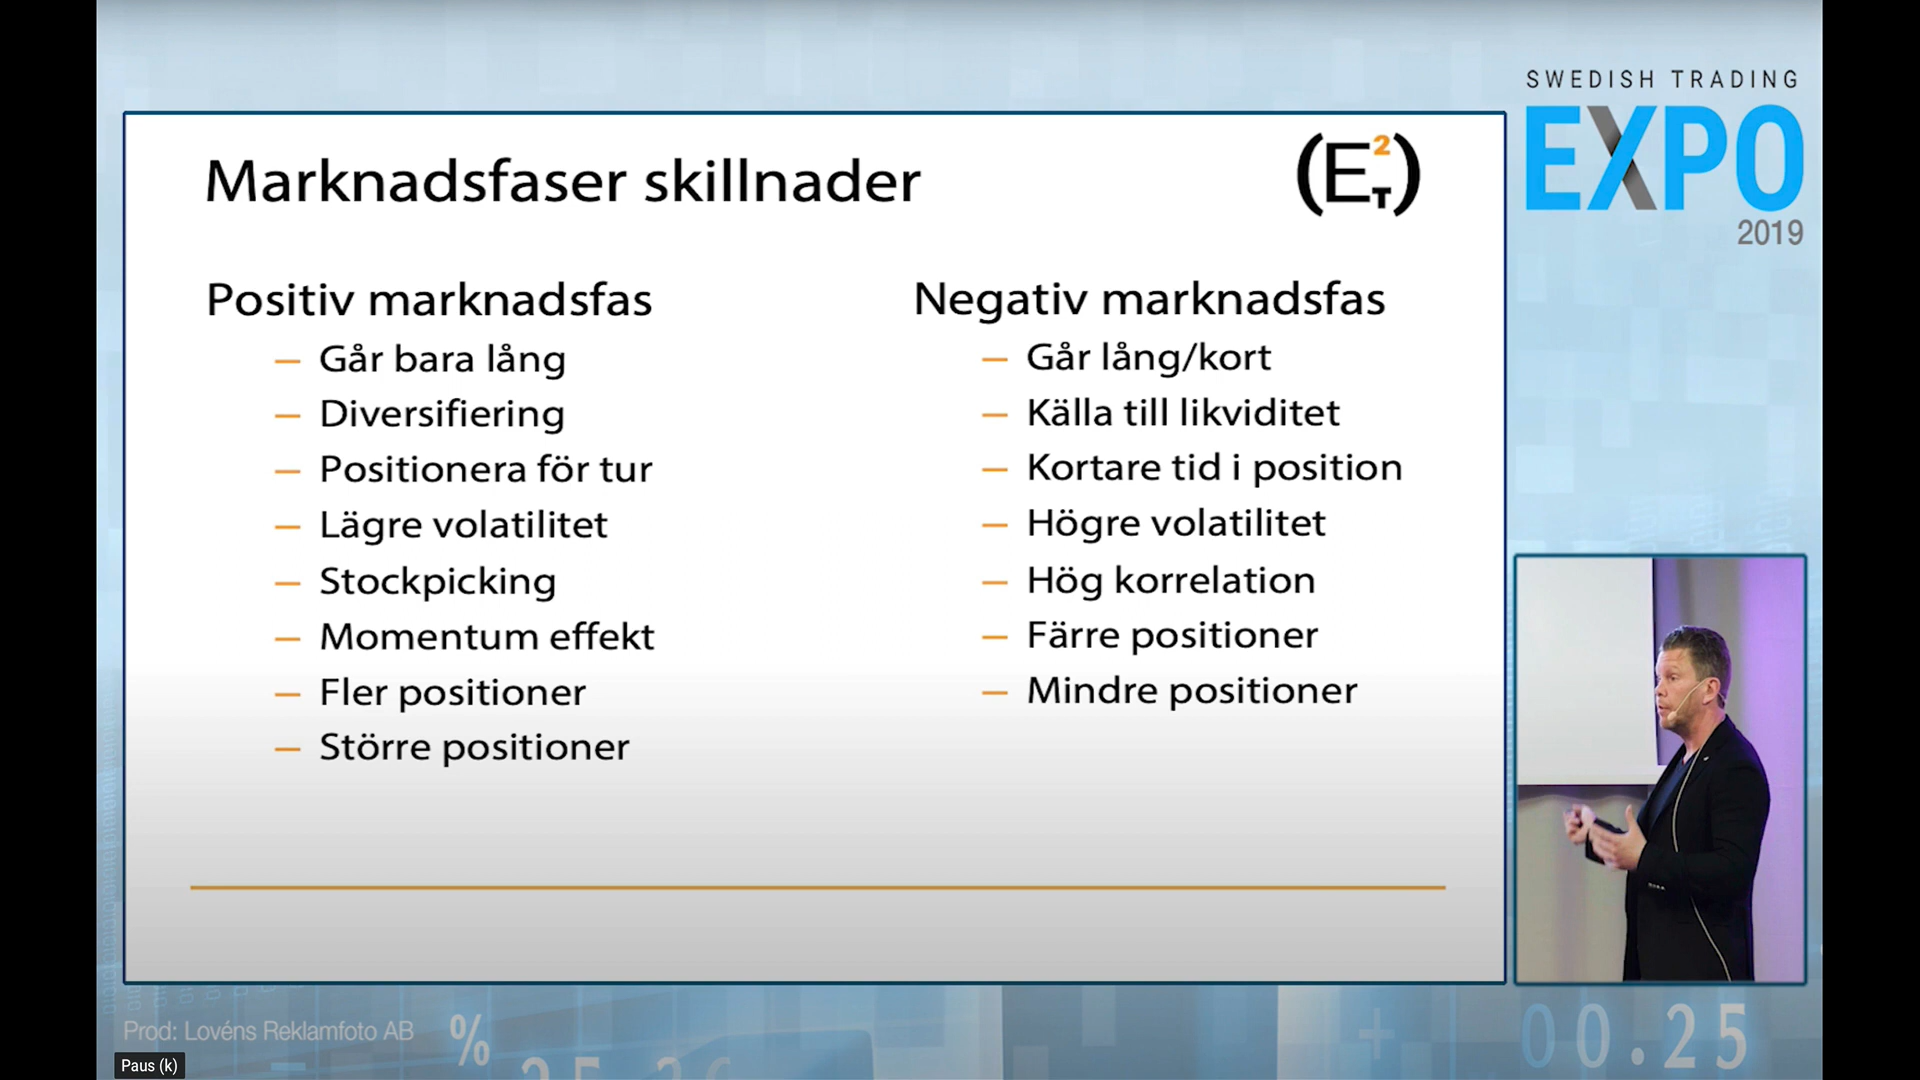 SWEDISH TRADING
EXPO
2019
Marknadsfaser skillnader
(E²T)
Positiv marknadsfas
– Går bara lång
– Diversifiering
– Positionera för tur
– Lägre volatilitet
– Stockpicking
– Momentum effekt
– Fler positioner
– Större positioner
Negativ marknadsfas
– Går lång/kort
– Källa till likviditet
– Kortare tid i position
– Högre volatilitet
– Hög korrelation
– Färre positioner
– Mindre positioner
Prod: Lovéns Reklamfoto AB
%
+ 00.25
Paus (k)